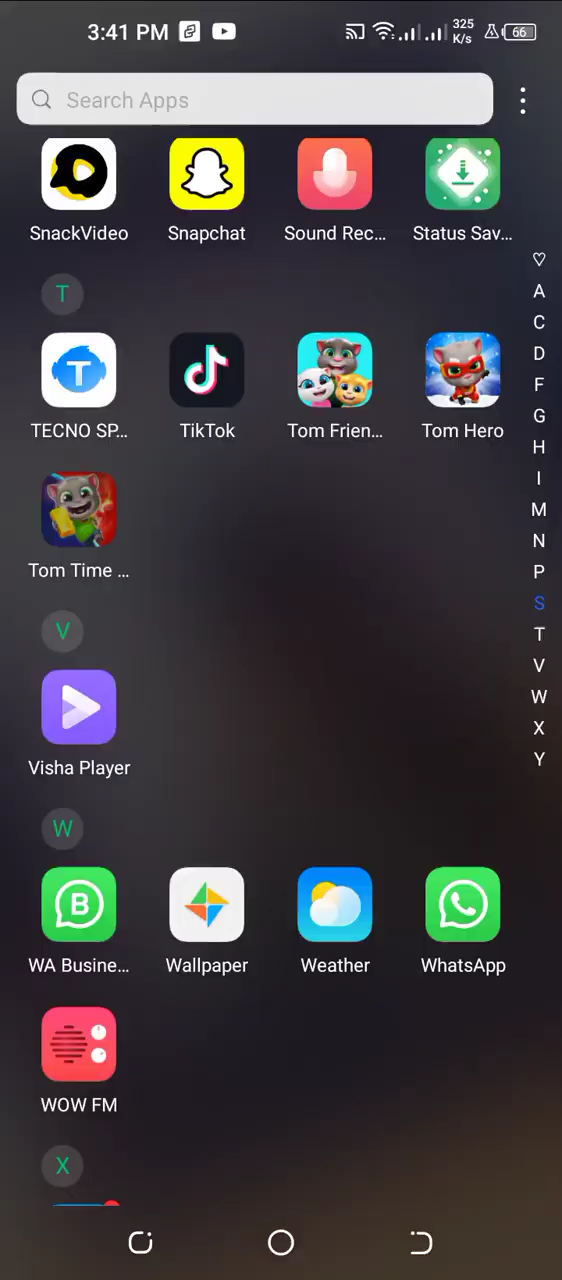 3:41 PM
325
K/s
66
Search Apps
SnackVideo
Snapchat
Sound Rec...
Status Sav...
T
TECNO SP...
TikTok
Tom Frien...
Tom Hero
Tom Time ...
V
Visha Player
W
B
WA Busine...
Wallpaper
Weather
WhatsApp
WOW FM
X
A
C
D
F
G
H
I
M
N
P
S
T
V
W
X
Y